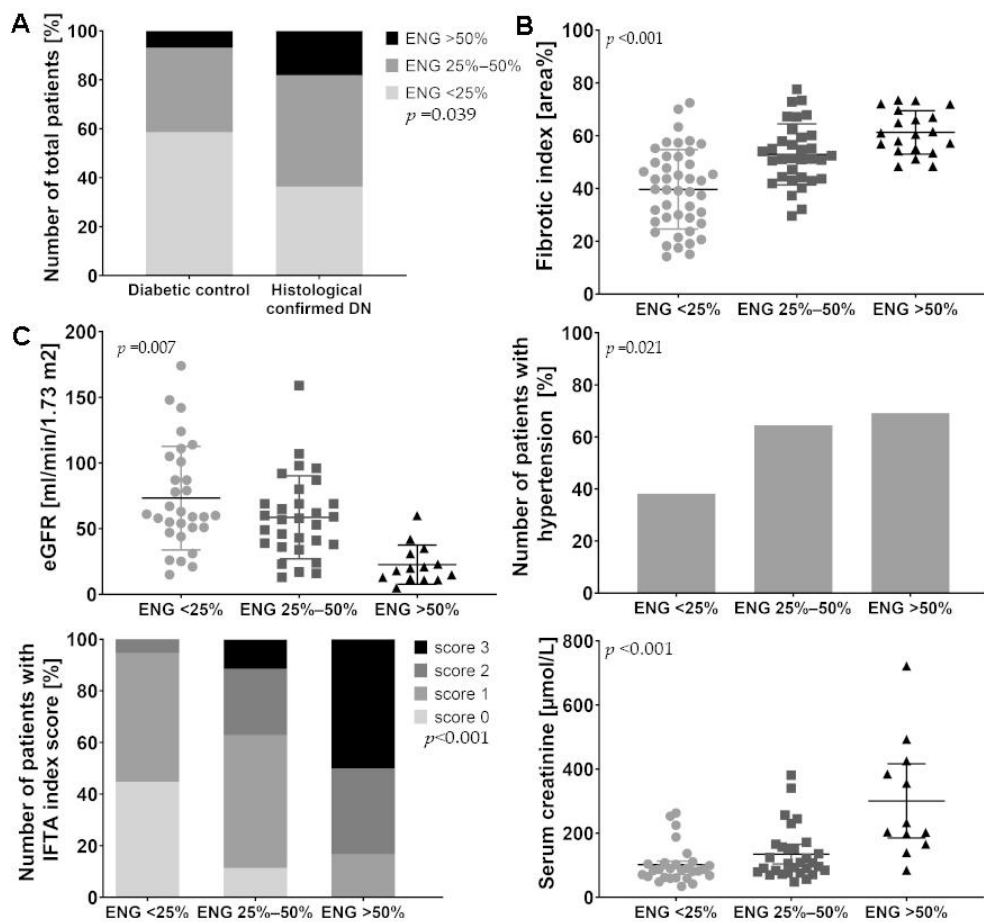 A
Number of total patients [%]
100
80
60
40
20
0
Diabetic control
Histological
confirmed DN
ENG >50%
ENG 25%–50%
ENG <25%
p =0.039
B
Fibrotic index [area%]
p <0.001
100
80
60
40
20
0
ENG <25%
ENG 25%–50%
ENG >50%
C
eGFR [ml/min/1.73 m2]
p =0.007
200
150
100
50
0
ENG <25%
ENG 25%–50%
ENG >50%
Number of patients with
hypertension [%]
p =0.021
100
80
60
40
20
0
ENG <25%
ENG 25%–50%
ENG >50%
Number of patients with
IFTA index score [%]
100
80
60
40
20
0
ENG <25%
ENG 25%–50%
ENG >50%
score 3
score 2
score 1
score 0
p<0.001
Serum creatinine [µmol/L]
p <0.001
800
600
400
200
0
ENG <25%
ENG 25%–50%
ENG >50%